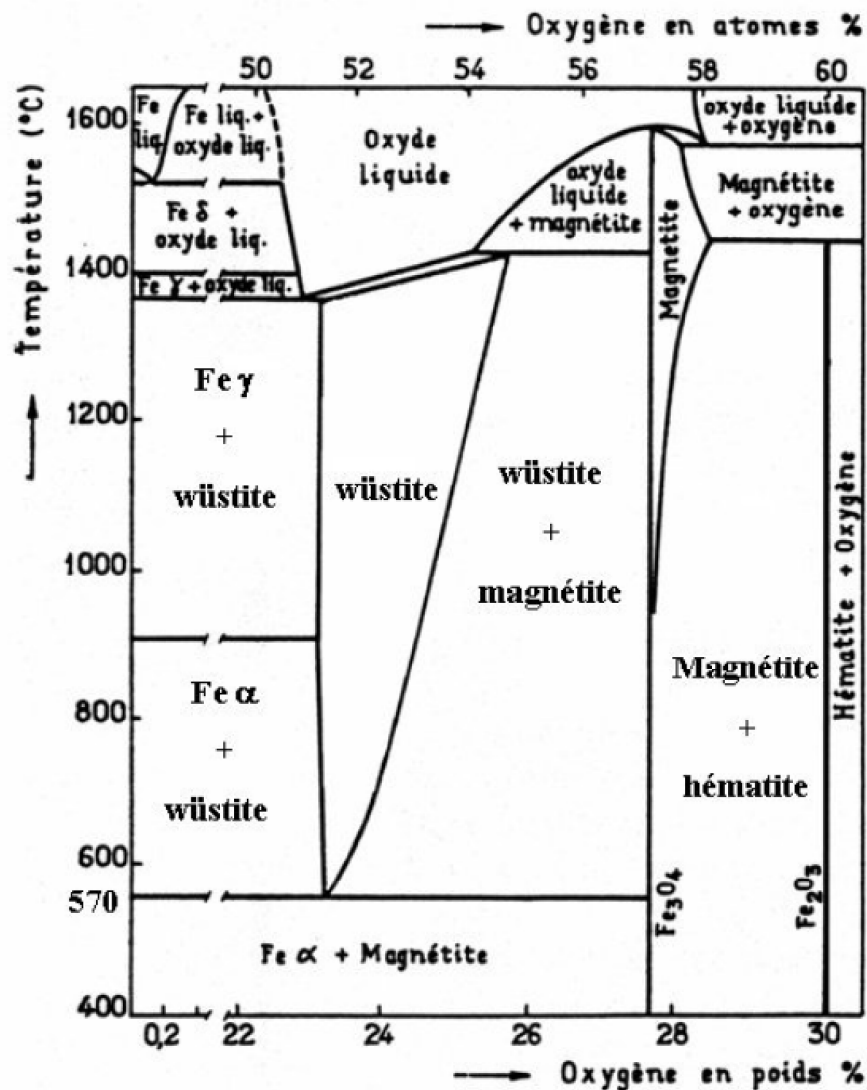 Oxygène en atomes %
50 52 54 56 58 60
Température (°C)
1600
1400
1200
1000
800
600
570
400
Fe
liq.
Fe liq. +
oxyde liq.
Oxyde
liquide
oxyde liquide
+ oxygène
oxyde
liquide
+ magnétite
Magnétite
+ oxygène
Fe δ +
oxyde liq.
Fe γ + oxyde liq.
Magnétite
Fe γ
+
wüstite
wüstite
wüstite
+
magnétite
Hématite + Oxygène
Fe α
+
wüstite
Magnétite
+
hématite
Fe₃O₄
Fe₂O₃
Fe α + Magnétite
0,2 22 24 26 28 30
Oxygène en poids %